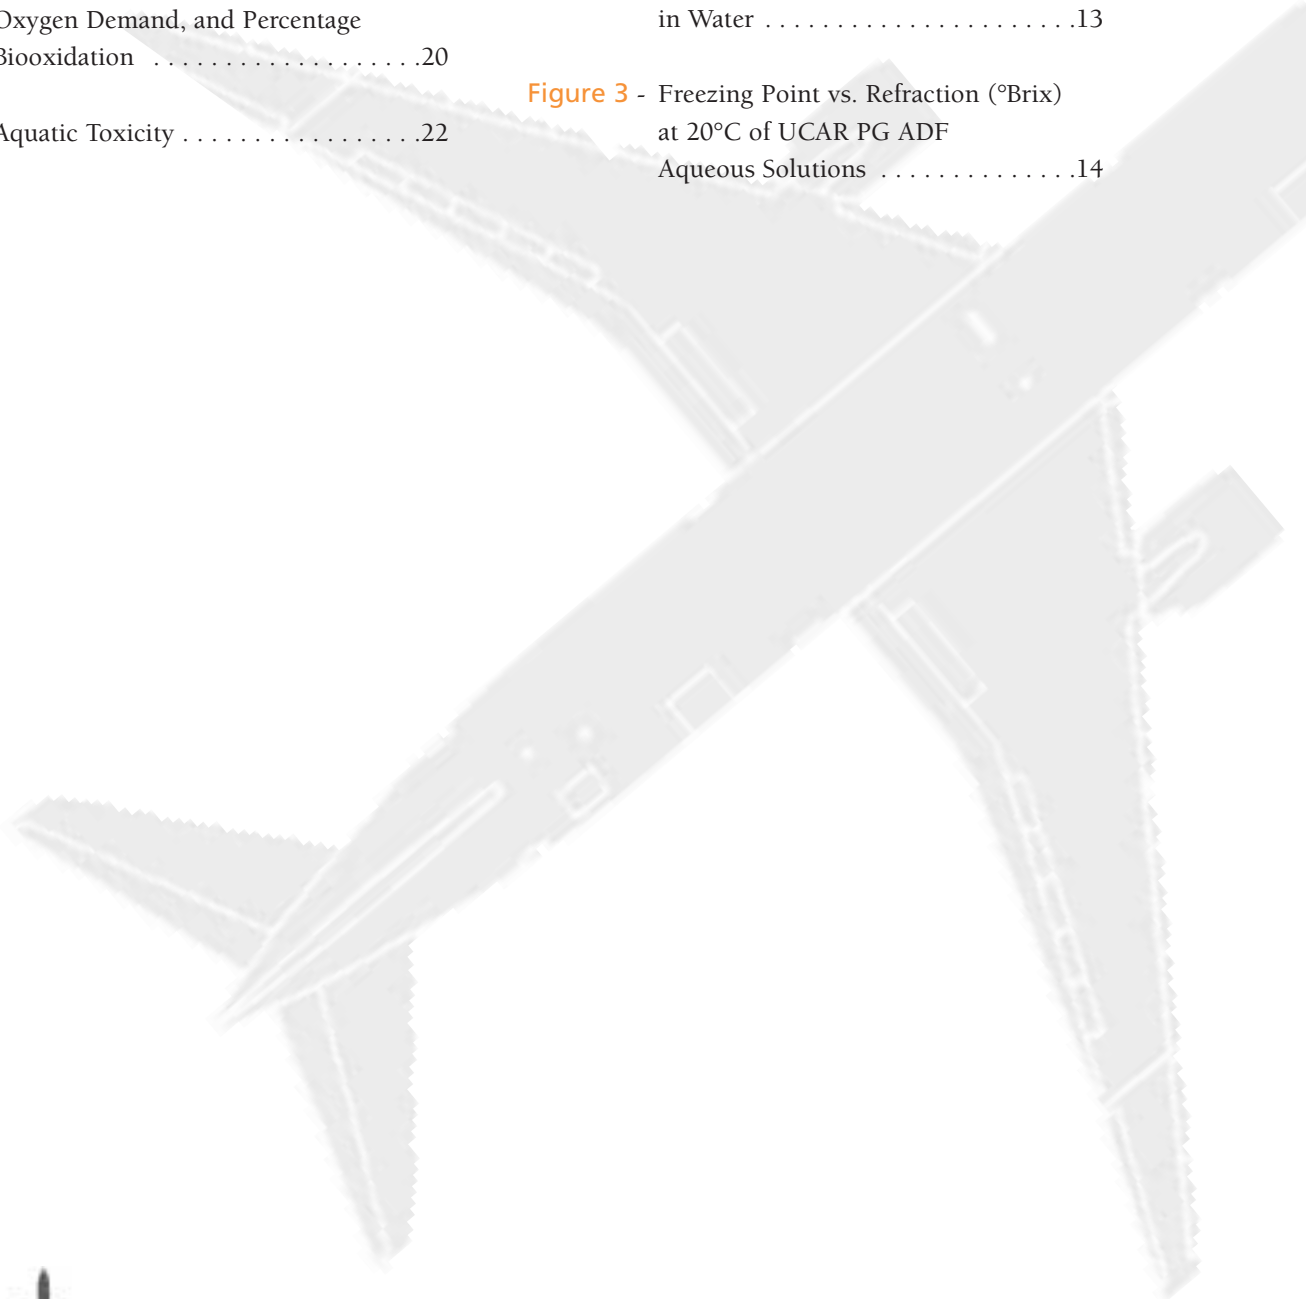 Oxygen Demand, and Percentage
Biooxidation ...................20
Aquatic Toxicity .................22
in Water ......................13
Figure 3 - Freezing Point vs. Refraction (°Brix)
at 20°C of UCAR PG ADF
Aqueous Solutions ..............14